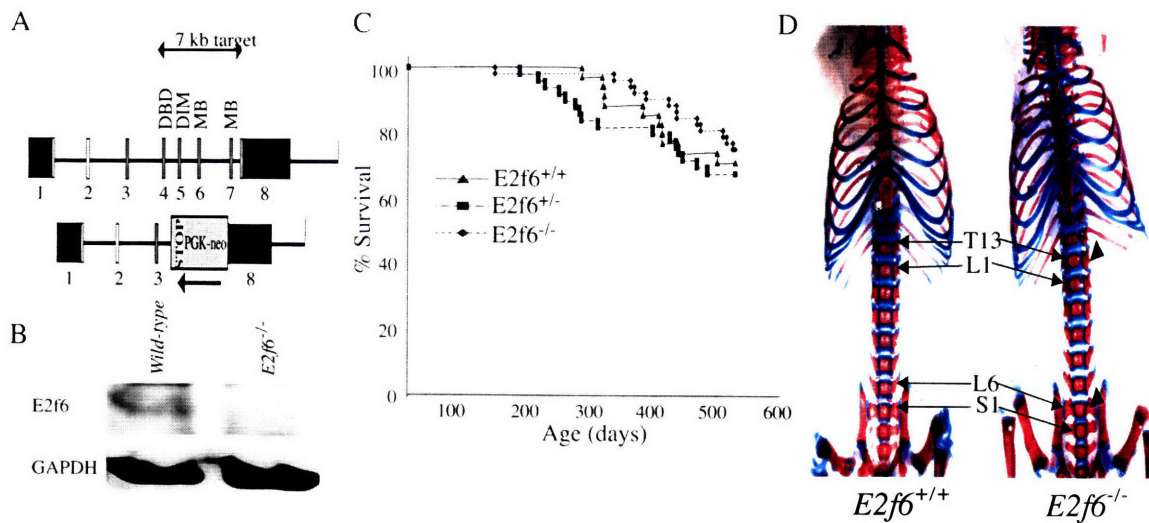 A
7 kb target
DBD
DIM
MB
MB
1 2 3 4 5 6 7 8
PGK-neo
1 2 3 8
B
Wild-type
E2f6-/-
E2f6
GAPDH
C
% Survival
100
80
60
40
20
0
E2f6+/+
E2f6+/-
E2f6-/-
100 200 300 400 500 600
Age (days)
D
T13
L1
L6
S1
E2f6+/+
E2f6-/-